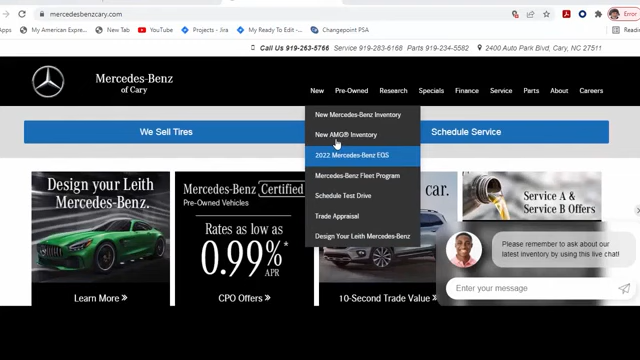 mercedesbenzcary.com
Error
Apps
My American Expre...
New Tab
YouTube
Projects - Jira
My Ready To Edit - ...
Changepoint PSA
Call Us 919-263-5766 Service 919-283-6168 Parts 919-234-5582 2400 Auto Park Blvd, Cary, NC 27511
Mercedes-Benz
of Cary
New Pre-Owned Research Specials Finance Service Parts About Careers
New Mercedes-Benz Inventory
New AMG® Inventory
2022 Mercedes-Benz EQS
Mercedes-Benz Fleet Program
Schedule Test Drive
Trade Appraisal
Design Your Leith Mercedes-Benz
We Sell Tires
Schedule Service
Design your Leith
Mercedes-Benz.
Learn More »
Mercedes-Benz Certified
Pre-Owned Vehicles
Rates as low as
0.99%*
APR
CPO Offers »
car.
10-Second Trade Value »
Service A &
Service B Offers
Please remember to ask about our
latest inventory by using this live chat!
Enter your message